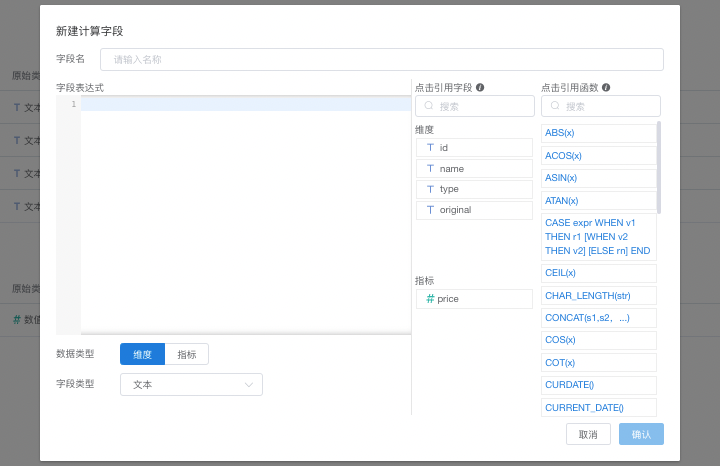 新建计算字段
字段名
请输入名称
原始类
字段表达式
点击引用字段
点击引用函数
1
搜索
搜索
T 文本
T 文本
T 文本
T 文本
维度
T id
T name
T type
T original
ABS(x)
ACOS(x)
ASIN(x)
ATAN(x)
CASE expr WHEN v1
THEN r1 [WHEN v2
THEN v2] [ELSE rn] END
CEIL(x)
CHAR_LENGTH(str)
CONCAT(s1,s2，...)
COS(x)
COT(x)
CURDATE()
CURRENT_DATE()
原始类
指标
# price
# 数值
数据类型
维度
指标
字段类型
文本
取消
确认